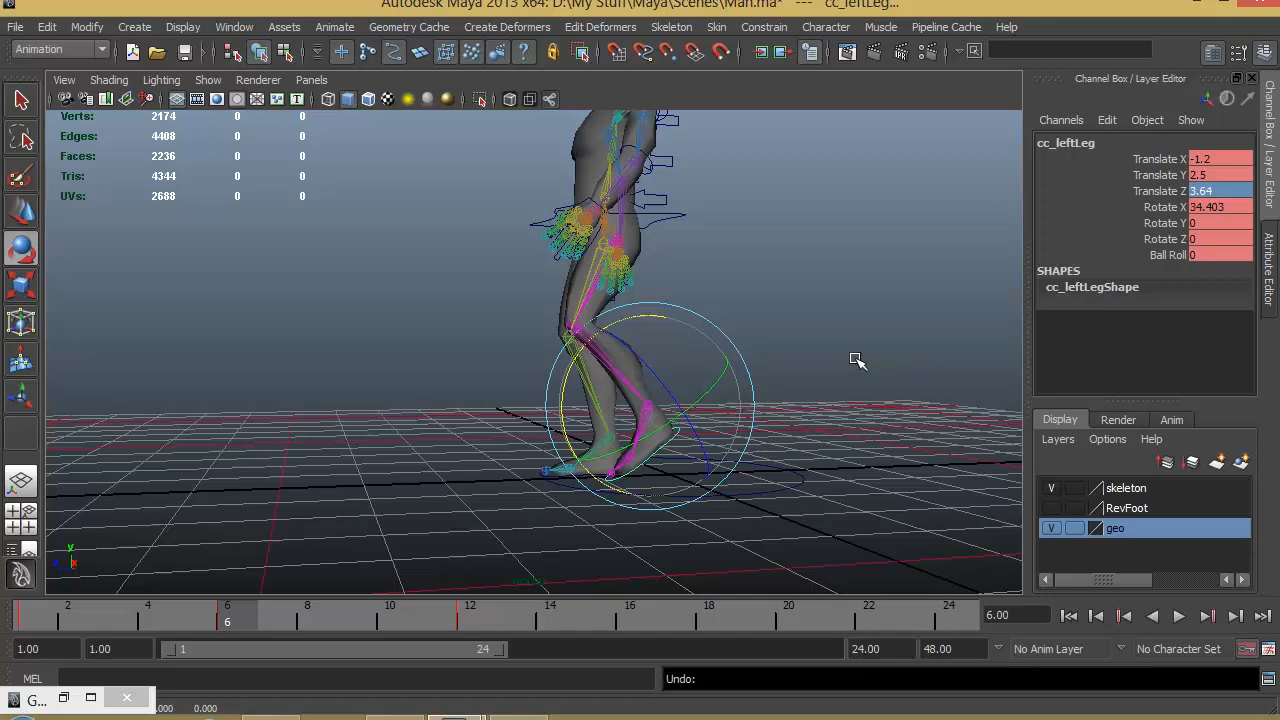 Autodesk Maya 2013 x64: D:\My Stuff\Maya\Scenes\Man.ma* --- cc_leftLeg...
File Edit Modify Create Display Window Assets Animate Geometry Cache Create Deformers Edit Deformers Skeleton Skin Constrain Character Muscle Pipeline Cache Help
Animation
View Shading Lighting Show Renderer Panels
Channel Box / Layer Editor
Verts: 2174 0 0
Edges: 4408 0 0
Faces: 2236 0 0
Tris: 4344 0 0
UVs: 2688 0 0
Channels Edit Object Show
cc_leftLeg
Translate X -1.2
Translate Y 2.5
Translate Z 3.64
Rotate X 34.403
Rotate Y 0
Rotate Z 0
Ball Roll 0
SHAPES
cc_leftLegShape
Channel Box / Layer Editor
Attribute Editor
Display Render Anim
Layers Options Help
V skeleton
RevFoot
V geo
y
x
2 4 6 8 10 12 14 16 18 20 22 24
6
6.00
1.00 1.00 1 24 24.00 48.00 No Anim Layer No Character Set
MEL Undo:
G...
0.000